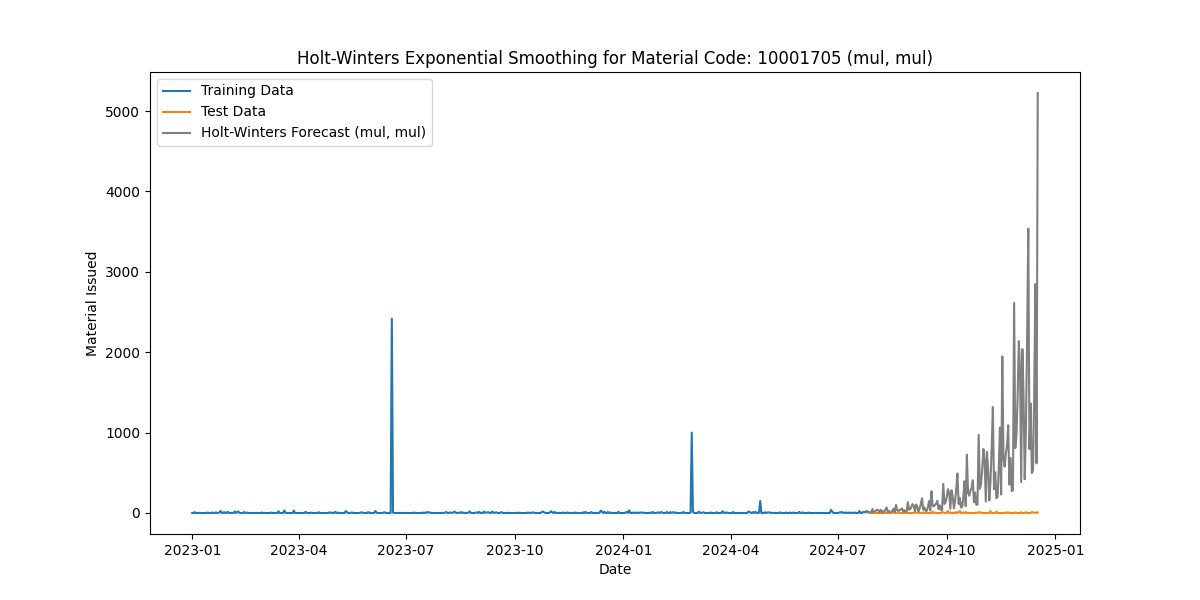 Holt-Winters Exponential Smoothing for Material Code: 10001705 (mul, mul)
Training Data
Test Data
Holt-Winters Forecast (mul, mul)
Material Issued
5000
4000
3000
2000
1000
0
2023-01 2023-04 2023-07 2023-10 2024-01 2024-04 2024-07 2024-10 2025-01
Date